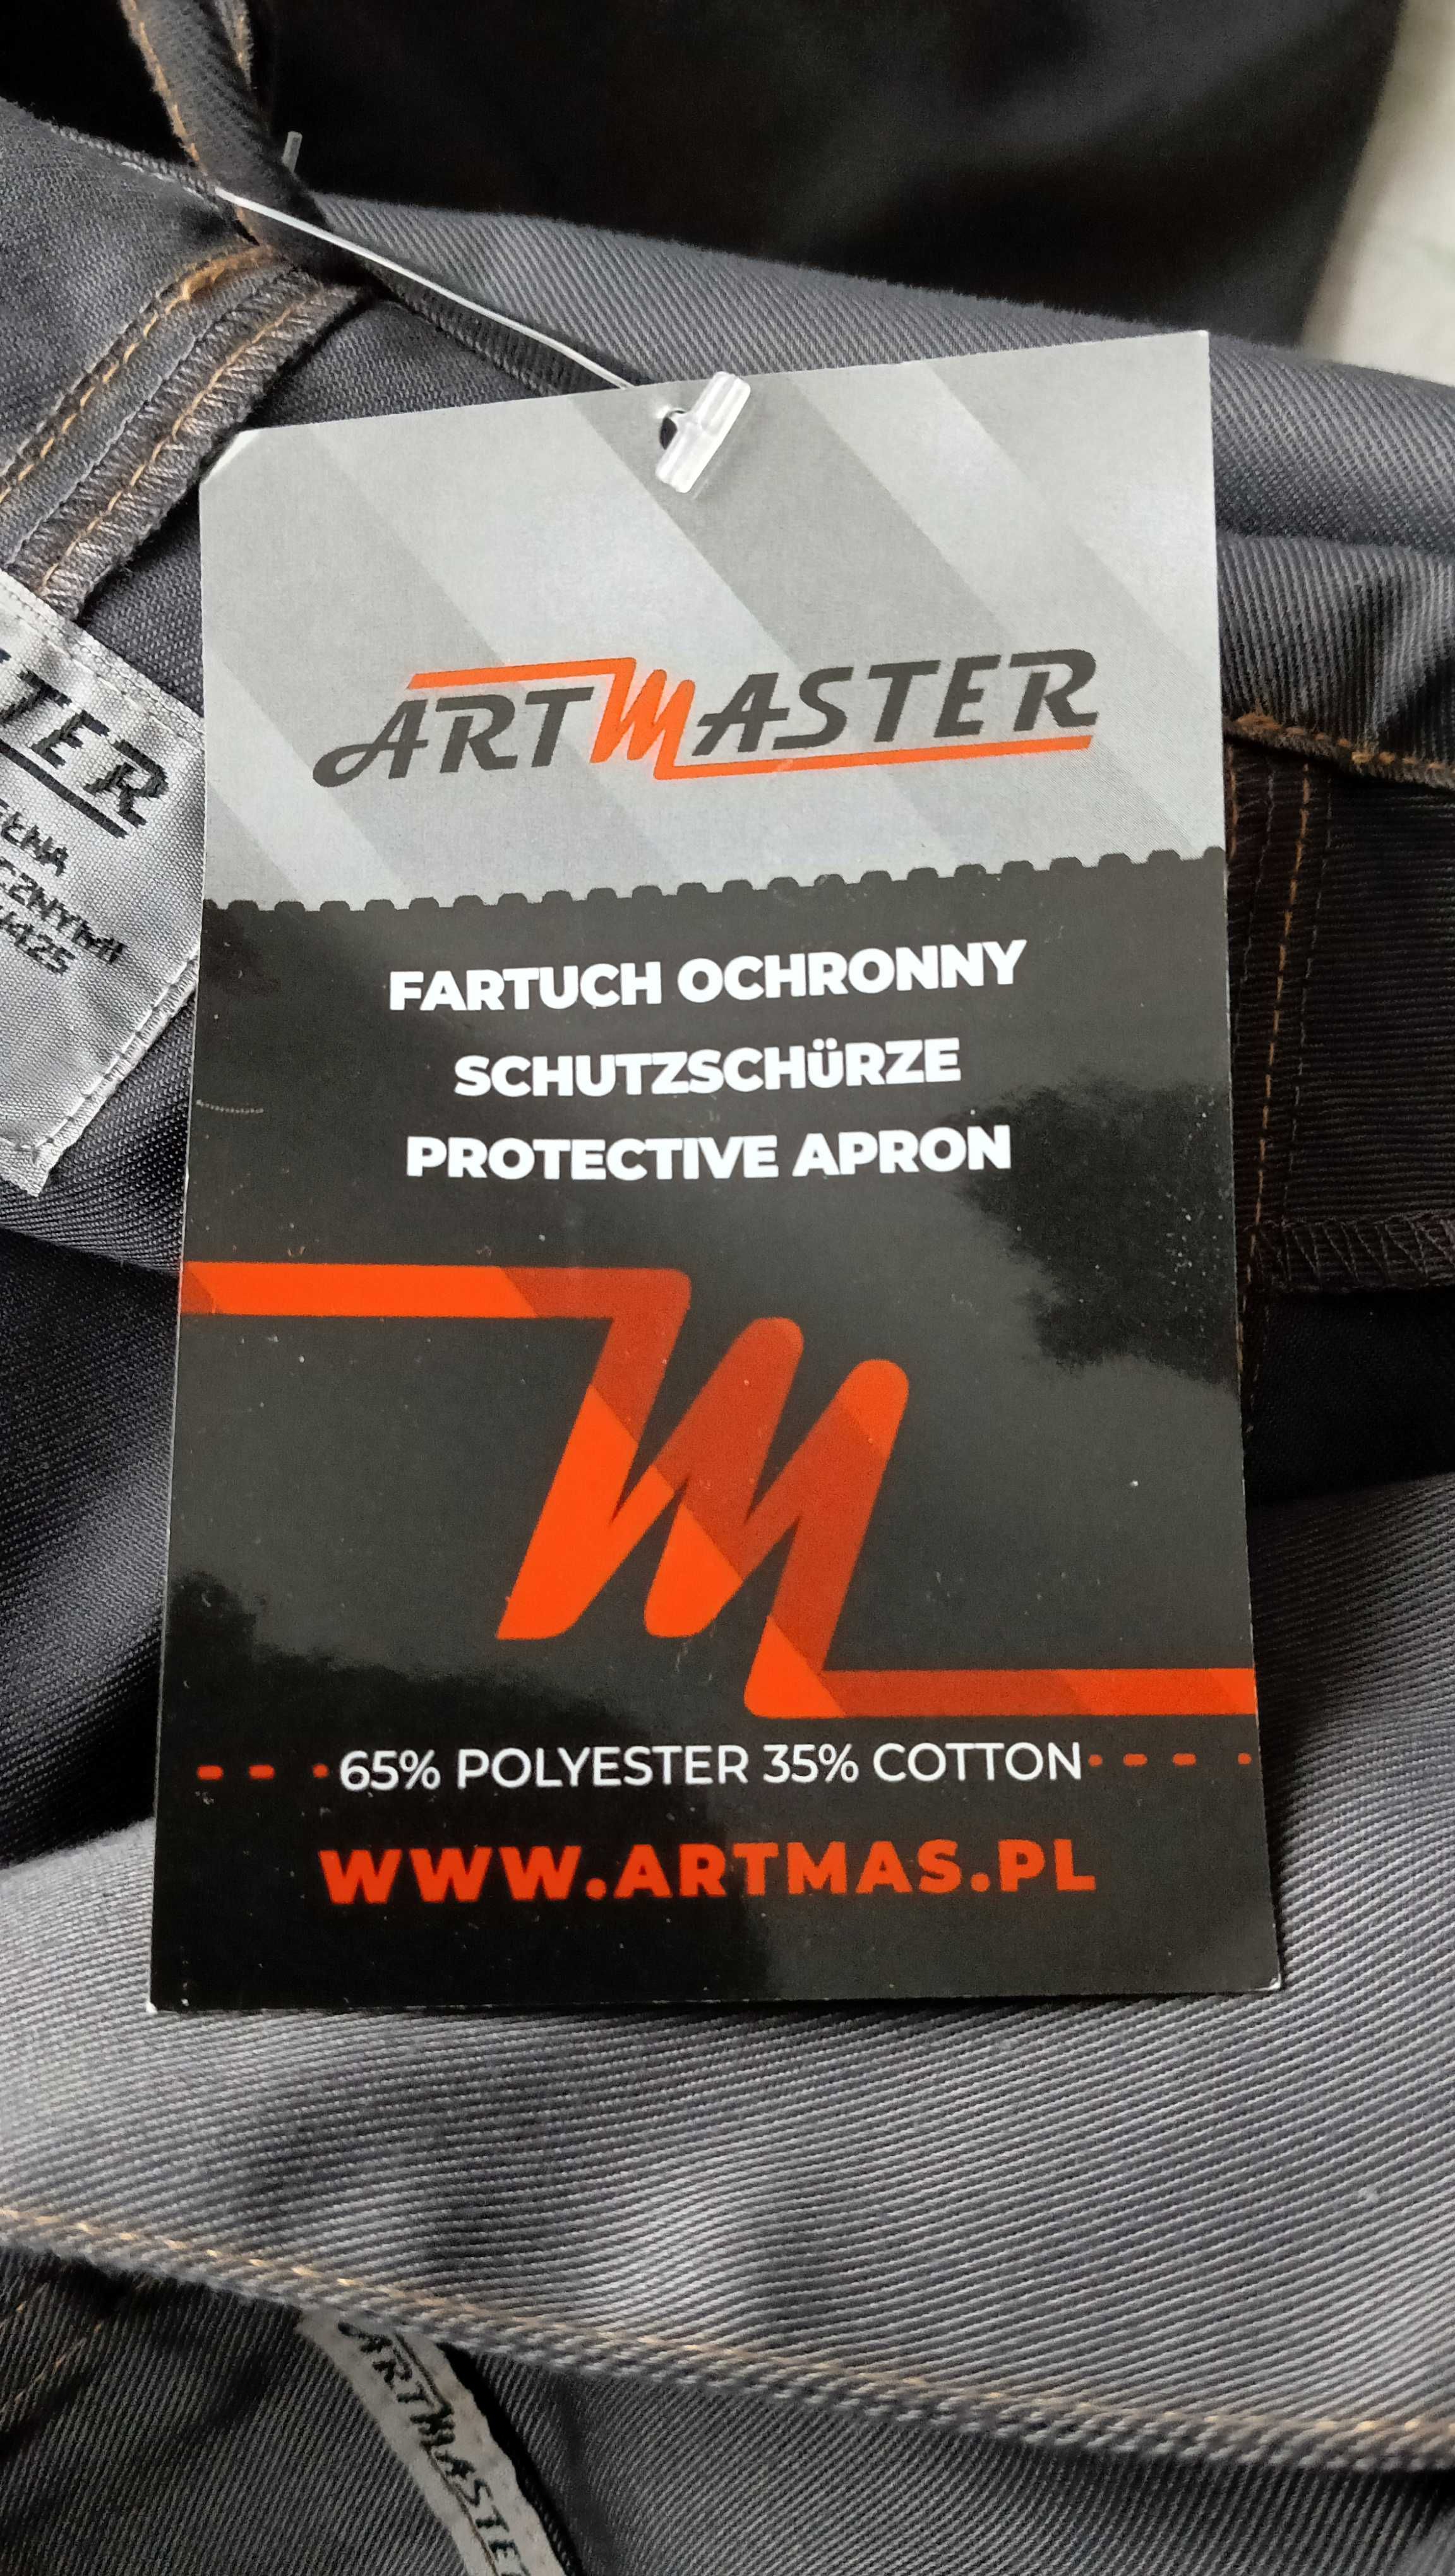 ARTMASTER
FARTUCH OCHRONNY
SCHUTZSCHÜRZE
PROTECTIVE APRON
65% POLYESTER 35% COTTON
WWW.ARTMAS.PL
ARTMASTER